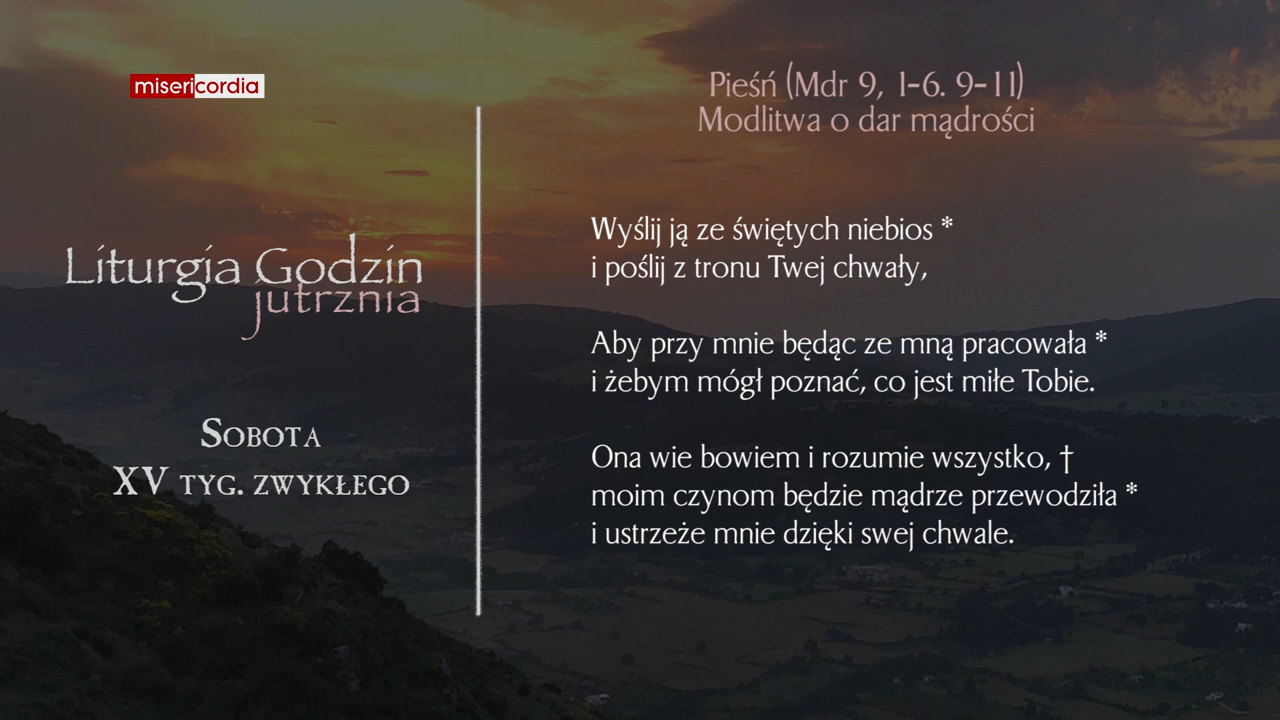 misericordia
Liturgia Godzin
jutrznia
Sobota
XV tyg. zwykłego
Pieśń (Mdr 9, 1-6. 9-11)
Modlitwa o dar mądrości
Wyślij ją ze świętych niebios *
i poślij z tronu Twej chwały,
Aby przy mnie będąc ze mną pracowała *
i żebym mógł poznać, co jest miłe Tobie.
Ona wie bowiem i rozumie wszystko, †
moim czynom będzie mądrze przewodziła *
i ustrzeże mnie dzięki swej chwale.